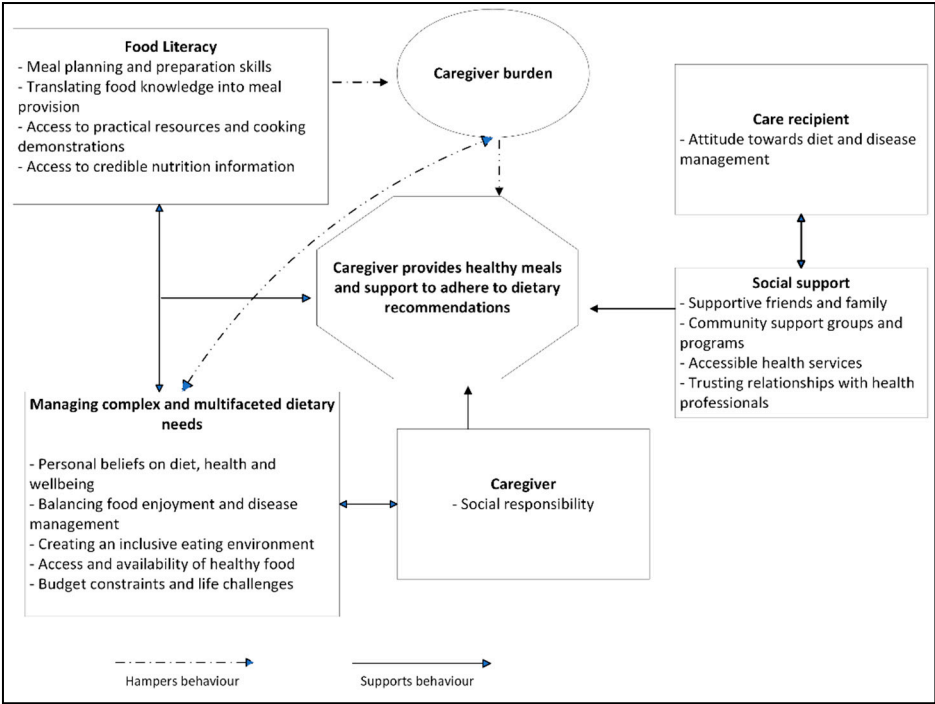 Food Literacy
- Meal planning and preparation skills
- Translating food knowledge into meal
provision
- Access to practical resources and cooking
demonstrations
- Access to credible nutrition information
Caregiver burden
Care recipient
- Attitude towards diet and disease
management
Caregiver provides healthy meals
and support to adhere to dietary
recommendations
Social support
- Supportive friends and family
- Community support groups and
programs
- Accessible health services
- Trusting relationships with health
professionals
Managing complex and multifaceted dietary
needs
- Personal beliefs on diet, health and
wellbeing
- Balancing food enjoyment and disease
management
- Creating an inclusive eating environment
- Access and availability of healthy food
- Budget constraints and life challenges
Caregiver
- Social responsibility
Hampers behaviour
Supports behaviour